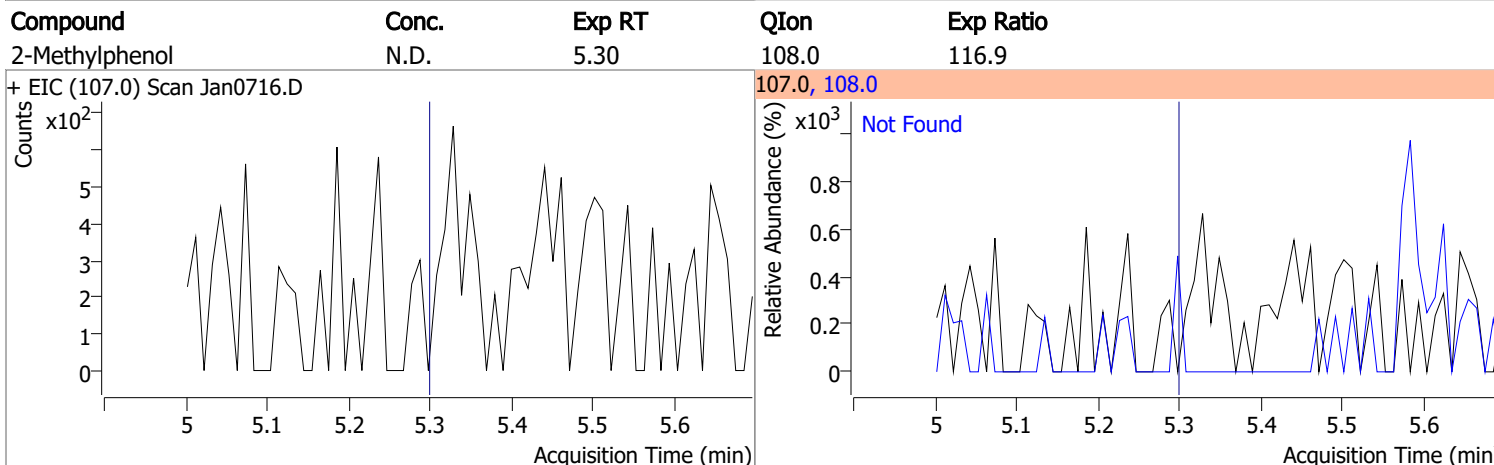 Compound Conc. Exp RT QIon Exp Ratio
2-Methylphenol N.D. 5.30 108.0 116.9
+ EIC (107.0) Scan Jan0716.D
Counts
x10²
5
4
3
2
1
0
5 5.1 5.2 5.3 5.4 5.5 5.6
Acquisition Time (min)
107.0, 108.0
Relative Abundance (%)
x10³
Not Found
0.8
0.6
0.4
0.2
0
5 5.1 5.2 5.3 5.4 5.5 5.6
Acquisition Time (min